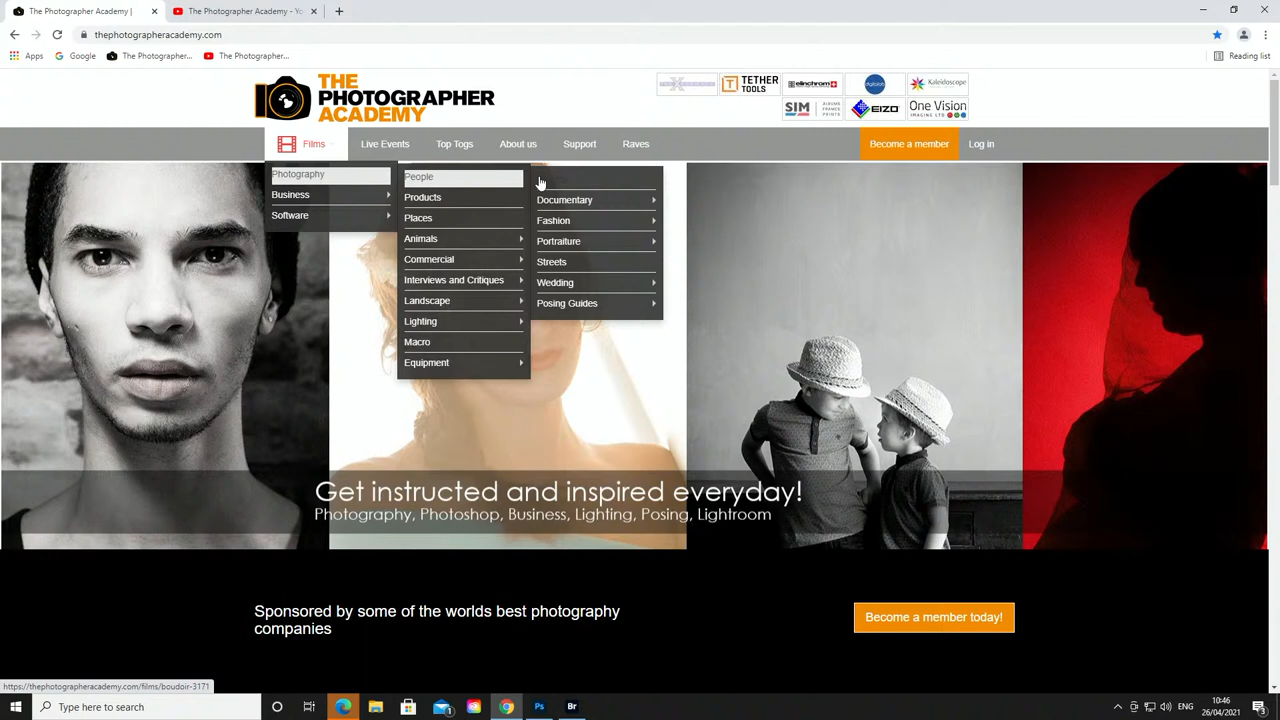 The Photographer Academy |
The Photographer Academy - Yo
thephotographeracademy.com
Apps
Google
The Photographer...
The Photographer...
Reading list
THE
PHOTOGRAPHER
ACADEMY
TETHER
TOOLS
elinchrom
Kaleidoscope
SIM
ALBUMS
FRAMES
PRINTS
EIZO
One Vision
IMAGING LTD
Films
Live Events
Top Togs
About us
Support
Raves
Become a member
Log in
Photography
Business
Software
People
Products
Places
Animals
Commercial
Interviews and Critiques
Landscape
Lighting
Macro
Equipment
Documentary
Fashion
Portraiture
Streets
Wedding
Posing Guides
Get instructed and inspired everyday!
Photography, Photoshop, Business, Lighting, Posing, Lightroom
Sponsored by some of the worlds best photography
companies
Become a member today!
https://thephotographeracademy.com/films/boudoir-3171
Type here to search
Ps
Br
ENG
10:46
26/04/2021